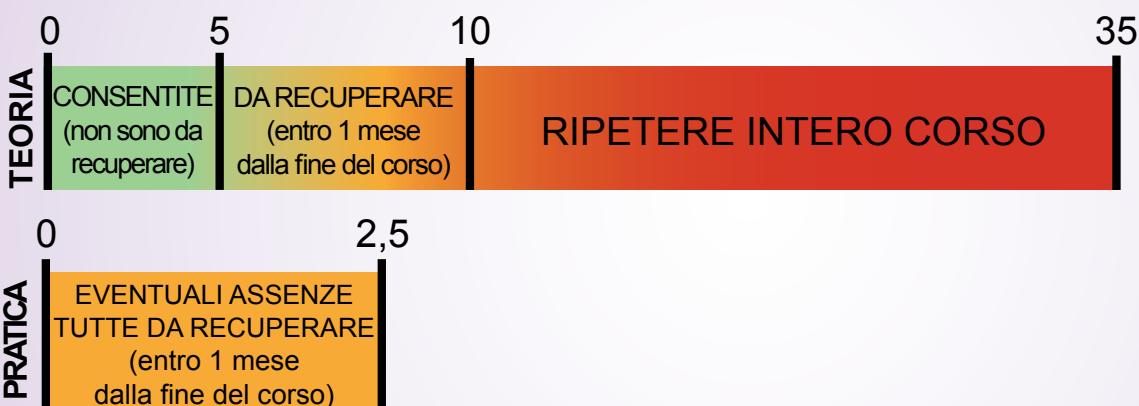 0 5 10 35
TEORIA
CONSENTITE
(non sono da
recuperare)
DA RECUPERARE
(entro 1 mese
dalla fine del corso)
RIPETERE INTERO CORSO
0 2,5
PRATICA
EVENTUALI ASSENZE
TUTTE DA RECUPERARE
(entro 1 mese
dalla fine del corso)